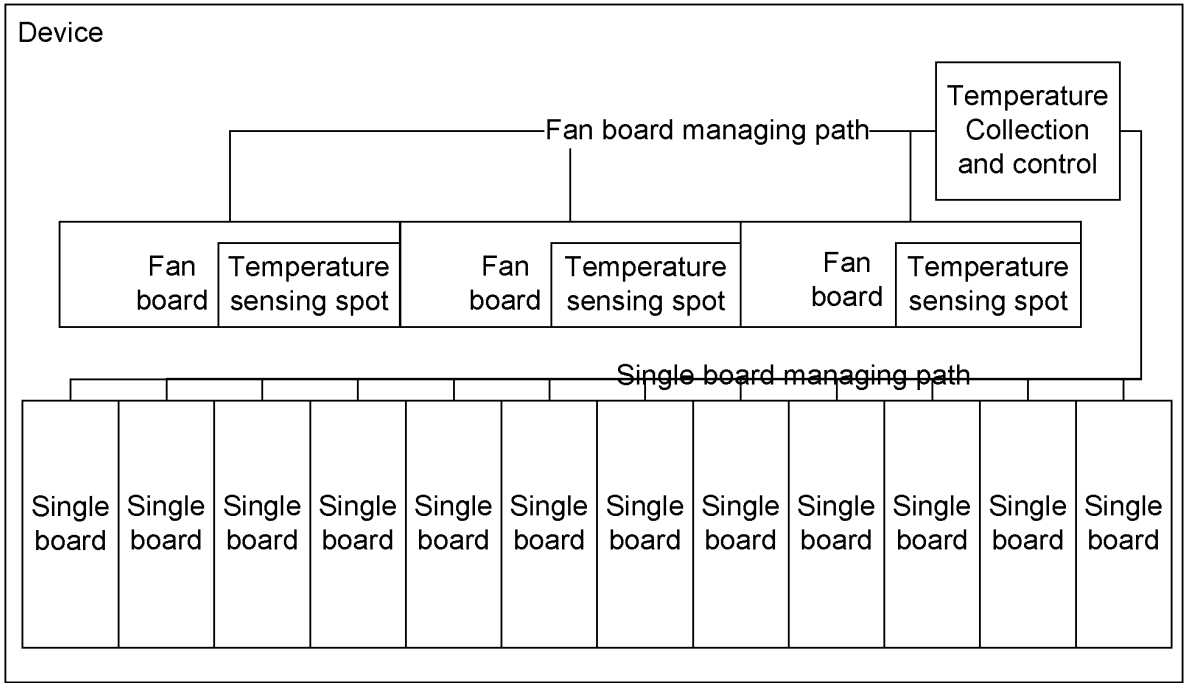 Device
Temperature
Collection
and control
Fan board managing path
Fan
board
Temperature
sensing spot
Fan
board
Temperature
sensing spot
Fan
board
Temperature
sensing spot
Single board managing path
Single
board
Single
board
Single
board
Single
board
Single
board
Single
board
Single
board
Single
board
Single
board
Single
board
Single
board
Single
board